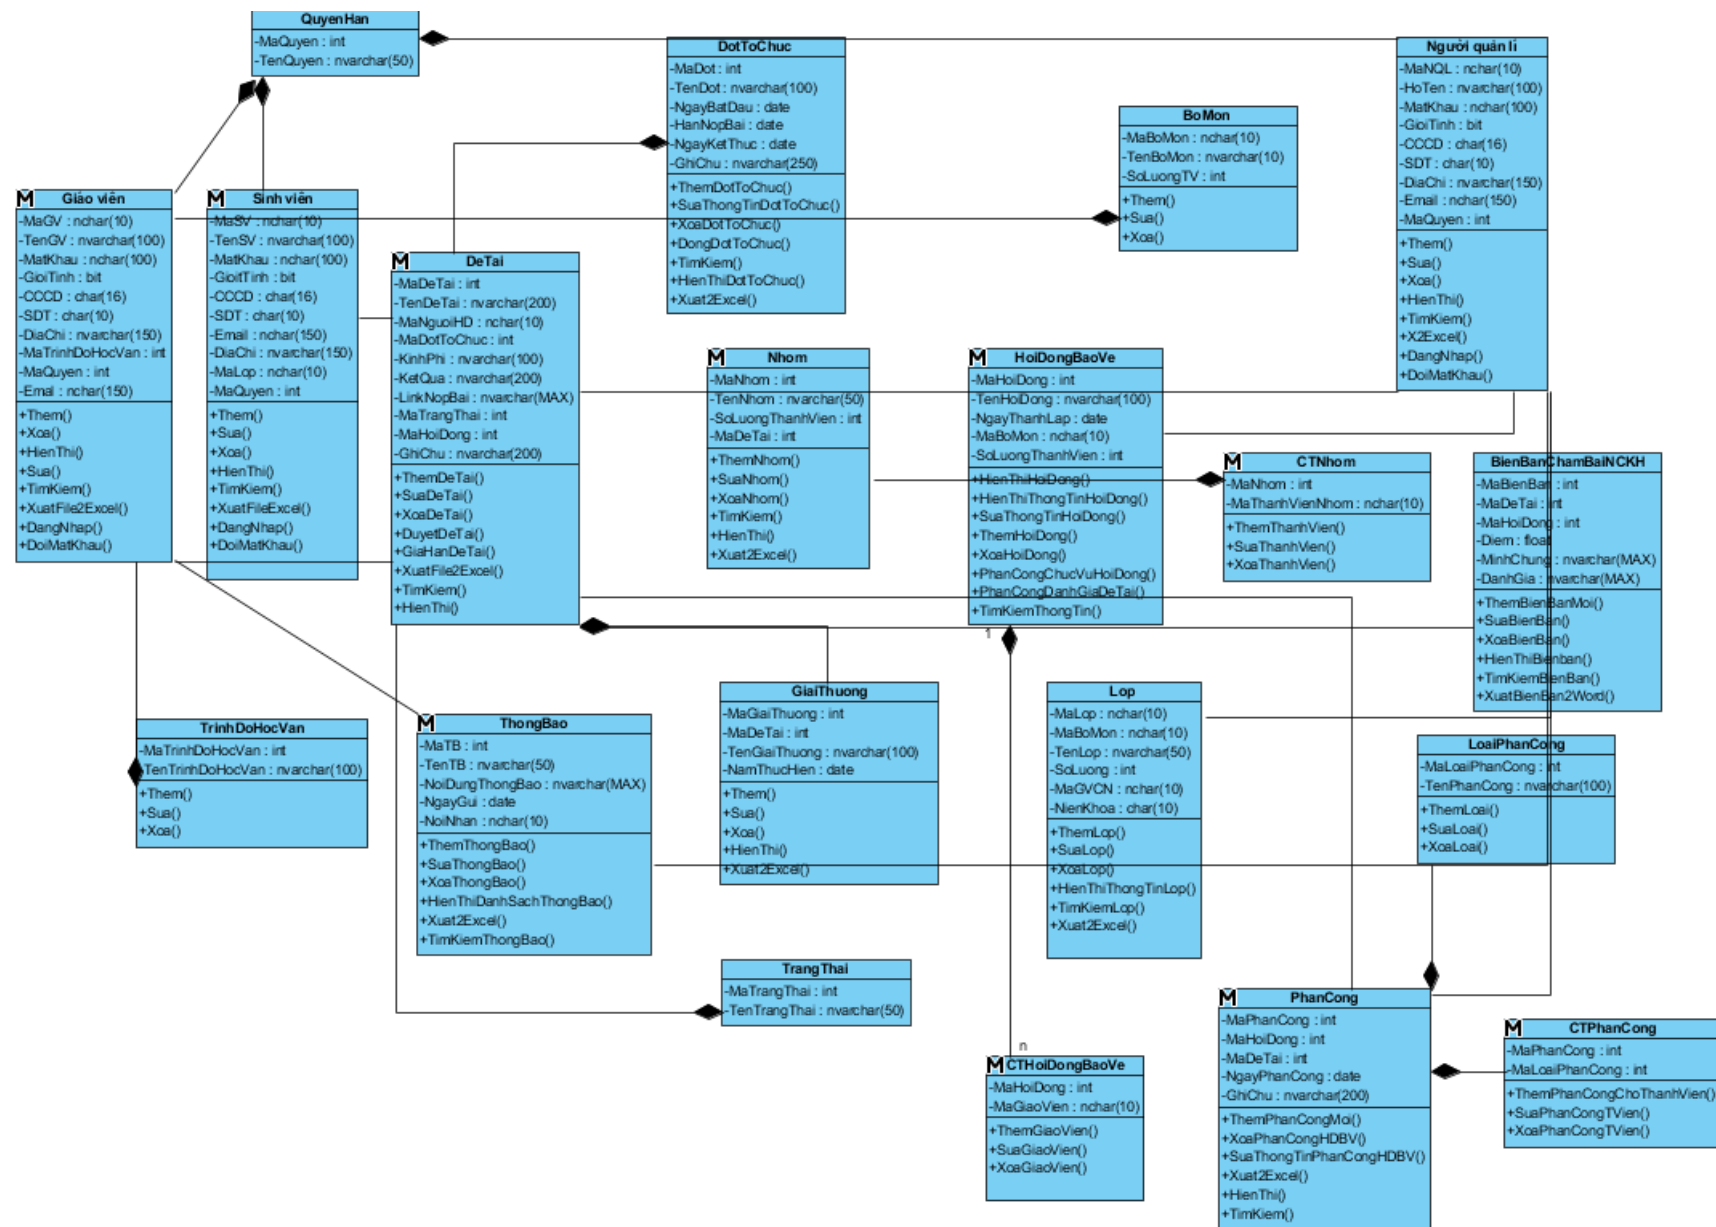 QuyenHan
-MaQuyen : int
-TenQuyen : nvarchar(50)
DotToChuc
-MaDot : int
-TenDot : nvarchar(100)
-NgayBatDau : date
-HanNopBai : date
-NgayKetThuc : date
-GhiChu : nvarchar(250)
+ThemDotToChuc()
+SuaThongTinDotToChuc()
+XoaDotToChuc()
+DongDotToChuc()
+TimKiem()
+HienThiDotToChuc()
+Xuat2Excel()
Người quản lí
-MaNQL : nchar(10)
-HoTen : nvarchar(100)
-MatKhau : nchar(100)
-GioiTinh : bit
-CCCD : char(16)
-SDT : char(10)
-DiaChi : nvarchar(150)
-Email : nchar(150)
-MaQuyen : int
+Them()
+Sua()
+Xoa()
+HienThi()
+TimKiem()
+X2Excel()
+DangNhap()
+DoiMatKhau()
BoMon
-MaBoMon : nchar(10)
-TenBoMon : nvarchar(10)
-SoLuongTV : int
+Them()
+Sua()
+Xoa()
M Giáo viên
-MaGV : nchar(10)
-TenGV : nvarchar(100)
-MatKhau : nchar(100)
-GioiTinh : bit
-CCCD : char(16)
-SDT : char(10)
-DiaChi : nvarchar(150)
-MaTrinhDoHocVan : int
-MaQuyen : int
-Emal : nchar(150)
+Them()
+Xoa()
+HienThi()
+Sua()
+TimKiem()
+XuatFile2Excel()
+DangNhap()
+DoiMatKhau()
M Sinh viên
-MaSV : nchar(10)
-TenSV : nvarchar(100)
-MatKhau : nchar(100)
-GioitTinh : bit
-CCCD : char(16)
-SDT : char(10)
-Email : nchar(150)
-DiaChi : nvarchar(150)
-MaLop : nchar(10)
-MaQuyen : int
+Them()
+Sua()
+Xoa()
+HienThi()
+TimKiem()
+XuatFileExcel()
+DangNhap()
+DoiMatKhau()
M DeTai
-MaDeTai : int
-TenDeTai : nvarchar(200)
-MaNguoiHD : nchar(10)
-MaDotToChuc : int
-KinhPhi : nvarchar(100)
-KetQua : nvarchar(200)
-LinkNopBai : nvarchar(MAX)
-MaTrangThai : int
-MaHoiDong : int
-GhiChu : nvarchar(200)
+ThemDeTai()
+SuaDeTai()
+XoaDeTai()
+DuyetDeTai()
+GiaHanDeTai()
+XuatFile2Excel()
+TimKiem()
+HienThi()
M Nhom
-MaNhom : int
-TenNhom : nvarchar(50)
-SoLuongThanhVien : int
-MaDeTai : int
+ThemNhom()
+SuaNhom()
+XoaNhom()
+TimKiem()
+HienThi()
+Xuat2Excel()
M HoiDongBaoVe
-MaHoiDong : int
-TenHoiDong : nvarchar(100)
-NgayThanhLap : date
-MaBoMon : nchar(10)
-SoLuongThanhVien : int
+HienThiHoiDong()
+HienThiThongTinHoiDong()
+SuaThongTinHoiDong()
+ThemHoiDong()
+XoaHoiDong()
+PhanCongChucVuHoiDong()
+PhanCongDanhGiaDeTai()
+TimKiemThongTin()
1
M CTNhom
-MaNhom : int
-MaThanhVienNhom : nchar(10)
+ThemThanhVien()
+SuaThanhVien()
+XoaThanhVien()
BienBanChamBaiNCKH
-MaBienBan : int
-MaDeTai : int
-MaHoiDong : int
-Diem : float
-MinhChung : nvarchar(MAX)
-DanhGia : nvarchar(MAX)
+ThemBienBanMoi()
+SuaBienBan()
+XoaBienBan()
+HienThiBienban()
+TimKiemBienBan()
+XuatBienBan2Word()
TrinhDoHocVan
-MaTrinhDoHocVan : int
-TenTrinhDoHocVan : nvarchar(100)
+Them()
+Sua()
+Xoa()
M ThongBao
-MaTB : int
-TenTB : nvarchar(50)
-NoiDungThongBao : nvarchar(MAX)
-NgayGui : date
-NoiNhan : nchar(10)
+ThemThongBao()
+SuaThongBao()
+XoaThongBao()
+HienThiDanhSachThongBao()
+Xuat2Excel()
+TimKiemThongBao()
GiaiThuong
-MaGiaiThuong : int
-MaDeTai : int
-TenGiaiThuong : nvarchar(100)
-NamThucHien : date
+Them()
+Sua()
+Xoa()
+HienThi()
+Xuat2Excel()
Lop
-MaLop : nchar(10)
-MaBoMon : nchar(10)
-TenLop : nvarchar(50)
-SoLuong : int
-MaGVCN : nchar(10)
-NienKhoa : char(10)
+ThemLop()
+SuaLop()
+XoaLop()
+HienThiThongTinLop()
+TimKiemLop()
+Xuat2Excel()
LoaiPhanCong
-MaLoaiPhanCong : int
-TenPhanCong : nvarchar(100)
+ThemLoai()
+SuaLoai()
+XoaLoai()
TrangThai
-MaTrangThai : int
-TenTrangThai : nvarchar(50)
n
M CTHoiDongBaoVe
-MaHoiDong : int
-MaGiaoVien : nchar(10)
+ThemGiaoVien()
+SuaGiaoVien()
+XoaGiaoVien()
M PhanCong
-MaPhanCong : int
-MaHoiDong : int
-MaDeTai : int
-NgayPhanCong : date
-GhiChu : nvarchar(200)
+ThemPhanCongMoi()
+XoaPhanCongHDBV()
+SuaThongTinPhanCongHDBV()
+Xuat2Excel()
+HienThi()
+TimKiem()
M CTPhanCong
-MaPhanCong : int
-MaLoaiPhanCong : int
+ThemPhanCongChoThanhVien()
+SuaPhanCongTVien()
+XoaPhanCongTVien()